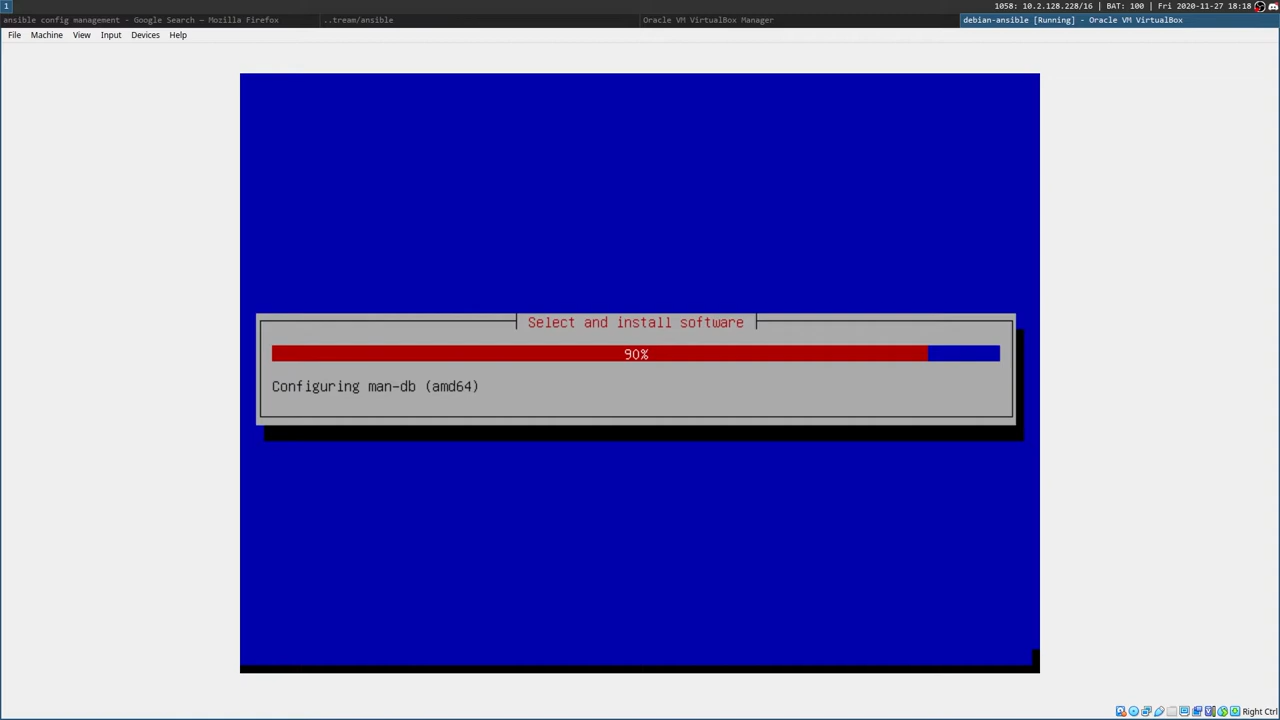 1 1058: 10.2.128.228/16 | BAT: 100 | Fri 2020-11-27 18:18
ansible config management - Google Search — Mozilla Firefox ..tream/ansible Oracle VM VirtualBox Manager debian-ansible [Running] - Oracle VM VirtualBox
File Machine View Input Devices Help
Select and install software
90%
Configuring man-db (amd64)
Right Ctrl